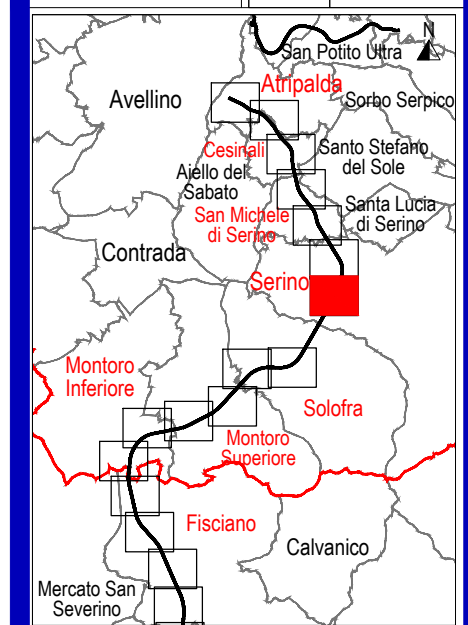 N
San Potito Ultra
Atripalda
Avellino
Sorbo Serpico
Cesinali
Santo Stefano
del Sole
Aiello del
Sabato
Santa Lucia
di Serino
San Michele
di Serino
Contrada
Serino
Montoro
Inferiore
Solofra
Montoro
Superiore
Fisciano
Calvanico
Mercato San
Severino